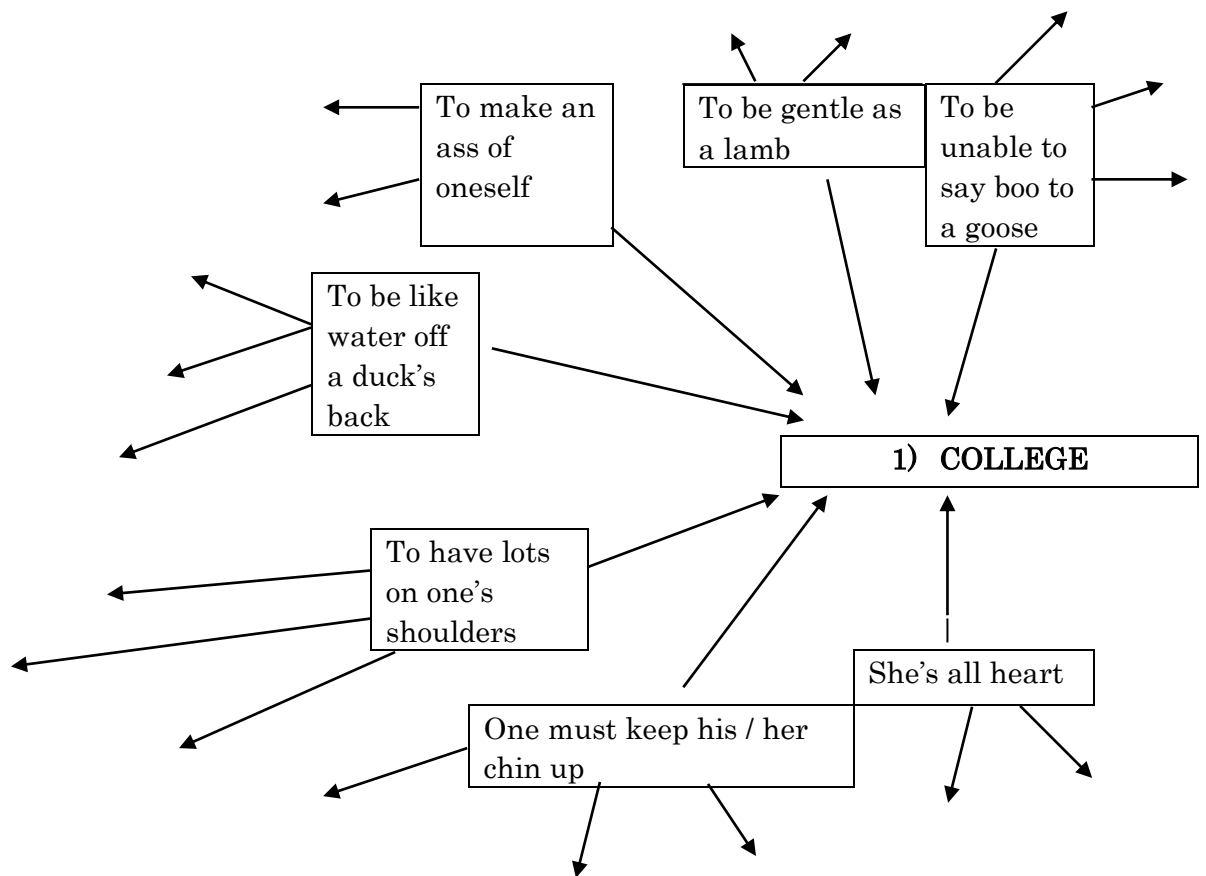 To make an
ass of
oneself
To be gentle as
a lamb
To be
unable to
say boo to
a goose
To be like
water off
a duck’s
back
1) COLLEGE
To have lots
on one’s
shoulders
She’s all heart
One must keep his / her
chin up